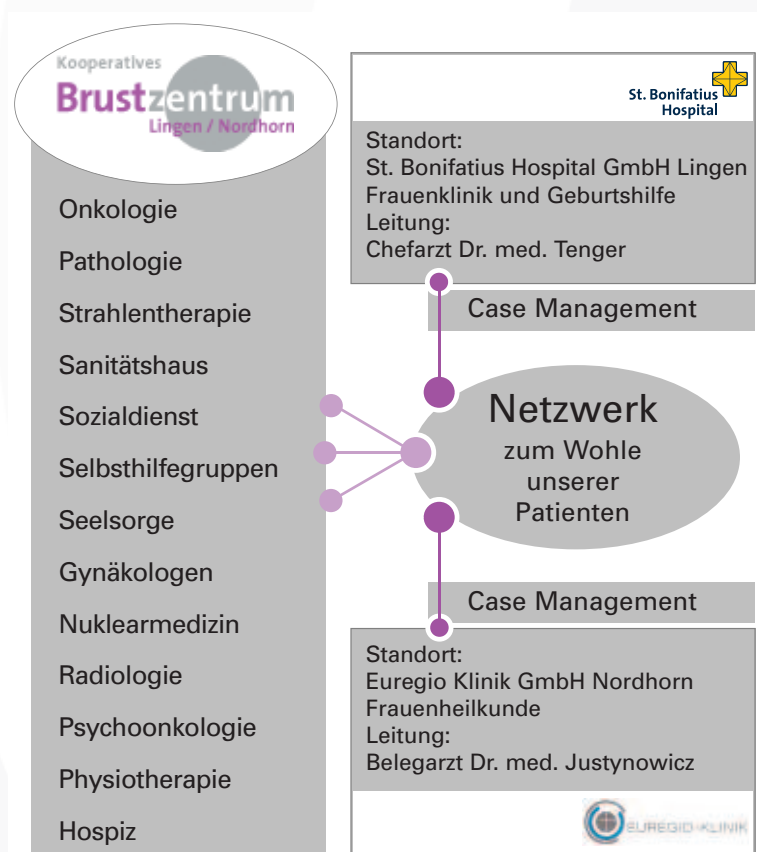 Kooperatives
Brustzentrum
Lingen / Nordhorn
Onkologie
Pathologie
Strahlentherapie
Sanitätshaus
Sozialdienst
Selbsthilfegruppen
Seelsorge
Gynäkologen
Nuklearmedizin
Radiologie
Psychoonkologie
Physiotherapie
Hospiz
St. Bonifatius
Hospital
Standort:
St. Bonifatius Hospital GmbH Lingen
Frauenklinik und Geburtshilfe
Leitung:
Chefarzt Dr. med. Tenger
Case Management
Netzwerk
zum Wohle
unserer
Patienten
Case Management
Standort:
Euregio Klinik GmbH Nordhorn
Frauenheilkunde
Leitung:
Belegarzt Dr. med. Justynowicz
EUREGIO-KLINIK